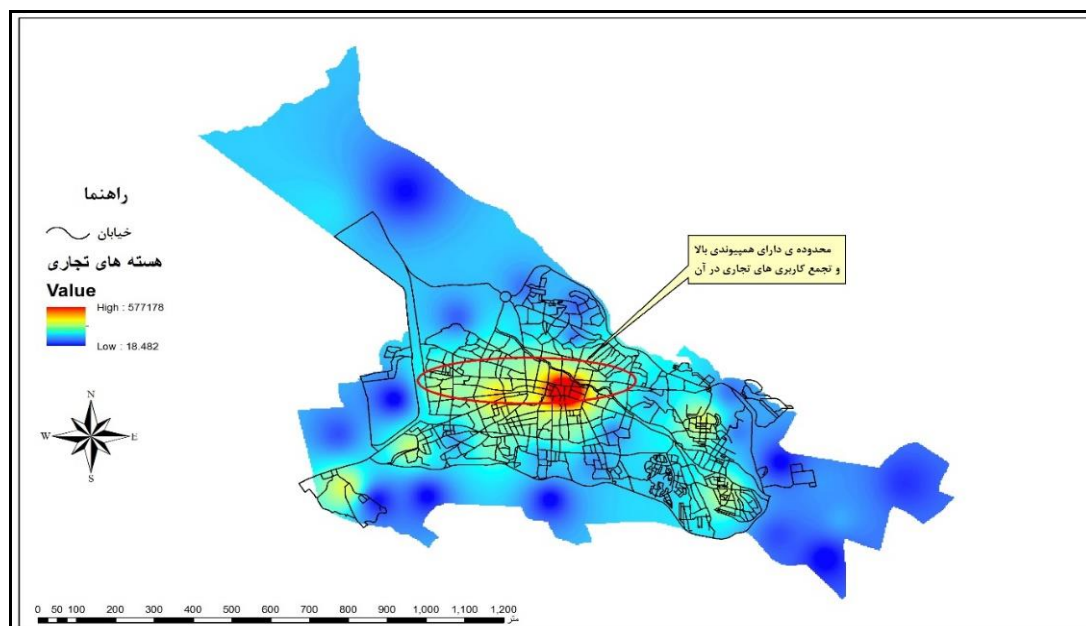 راهنما
خیابان
هسته های تجاری
Value
High : 577178
Low : 18.482
محدوده ی دارای همپیوندی بالا
و تجمع کاربری های تجاری در آن
N
W
E
S
0 50 100 200 300 400 500 600 700 800 900 1,000 1,100 1,200
متر